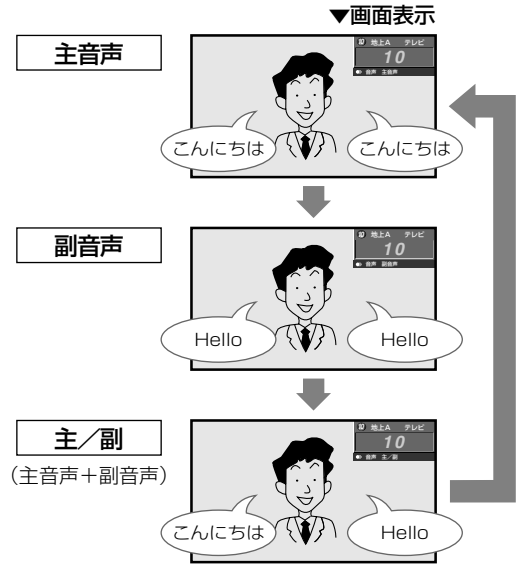 ▼画面表示
主音声
地上A テレビ
10
音声 主音声
こんにちは
こんにちは
副音声
地上A テレビ
10
音声 副音声
Hello
Hello
主／副
(主音声＋副音声)
地上A テレビ
10
音声 主／副
こんにちは
Hello